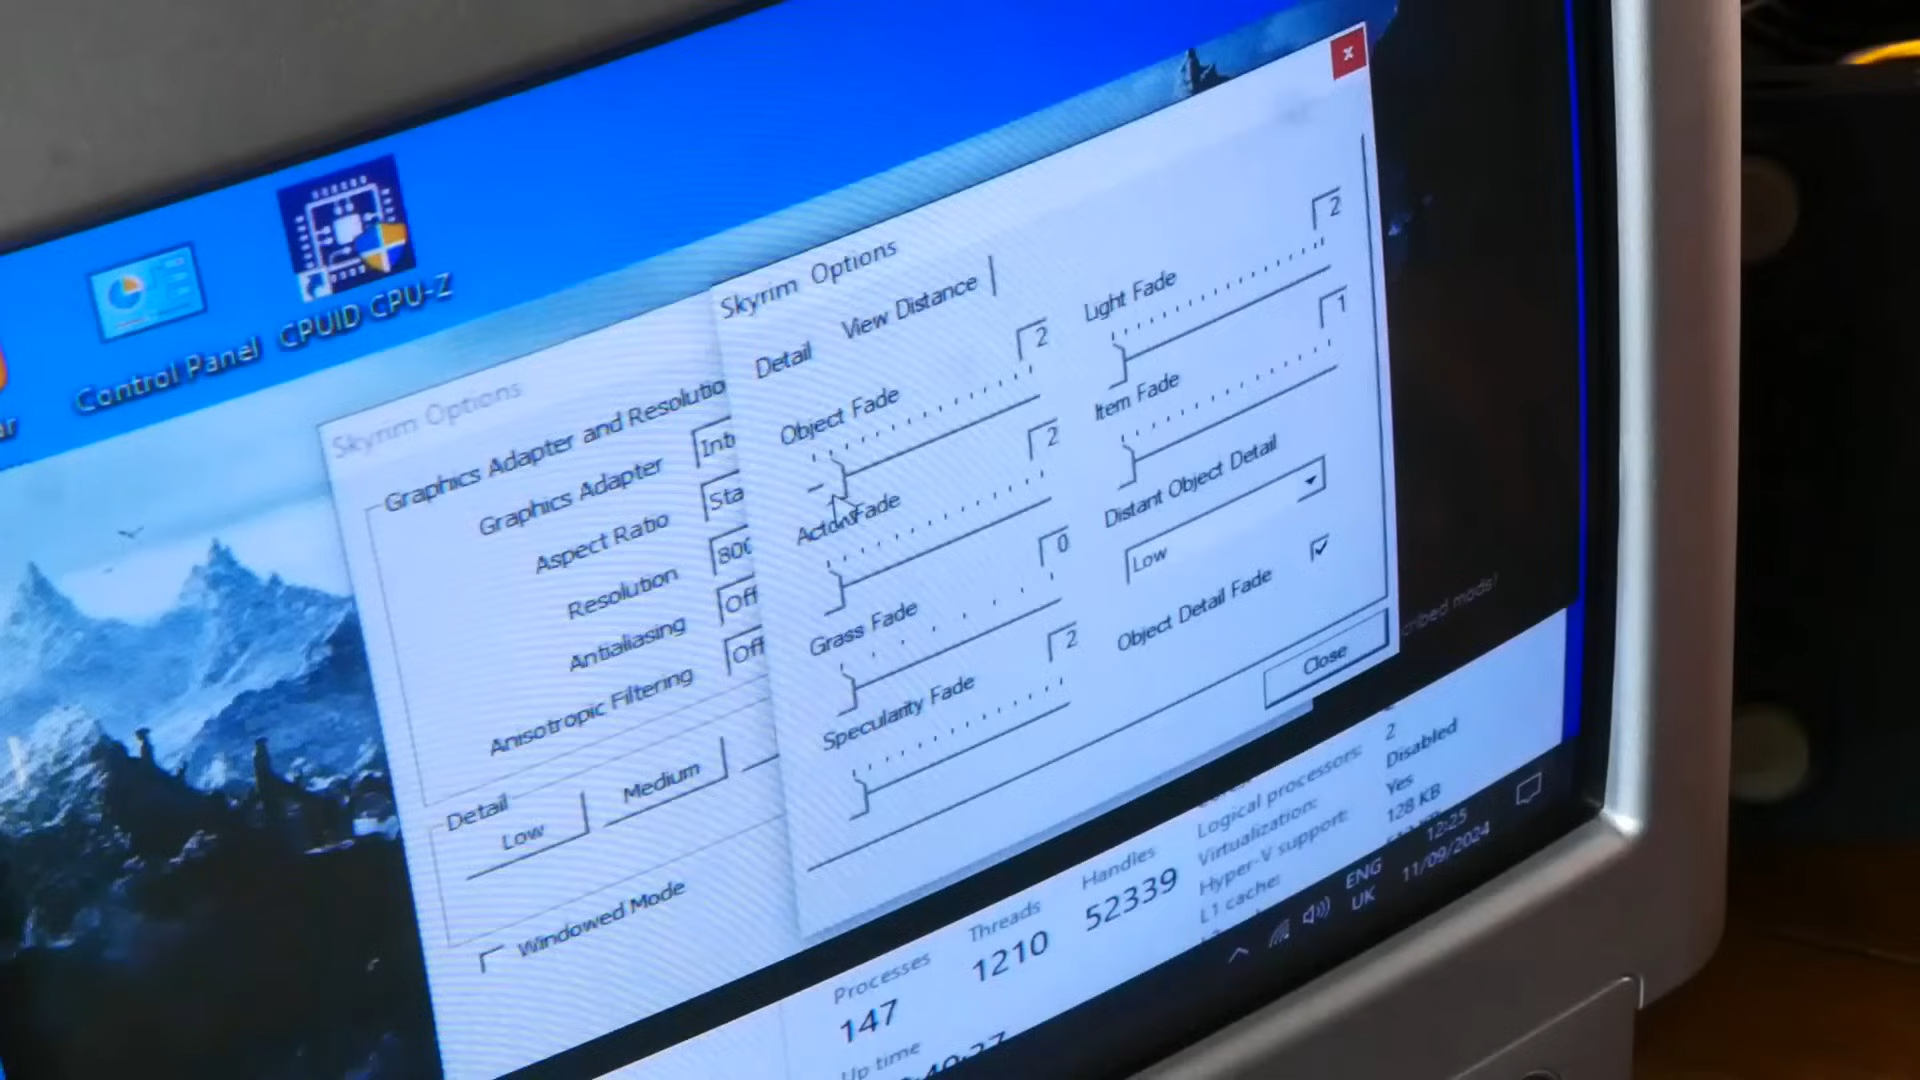 Control Panel
CPUID CPU-Z
Skyrim Options
Graphics Adapter and Resolutio
Graphics Adapter
Int
Aspect Ratio
Sta
Resolution
800
Antialiasing
Off
Anisotropic Filtering
Off
Detail
Low
Medium
Windowed Mode
Skyrim Options
Detail
View Distance
Object Fade
2
Actor Fade
2
Grass Fade
0
Specularity Fade
2
Light Fade
2
Item Fade
1
Distant Object Detail
Low
Object Detail Fade
Close
cribed mods!
Processes
147
Threads
1210
Handles
52339
Up time
Logical processors: 2
Virtualization: Disabled
Hyper-V support: Yes
L1 cache: 128 KB
ENG
UK
12:25
11/09/2024